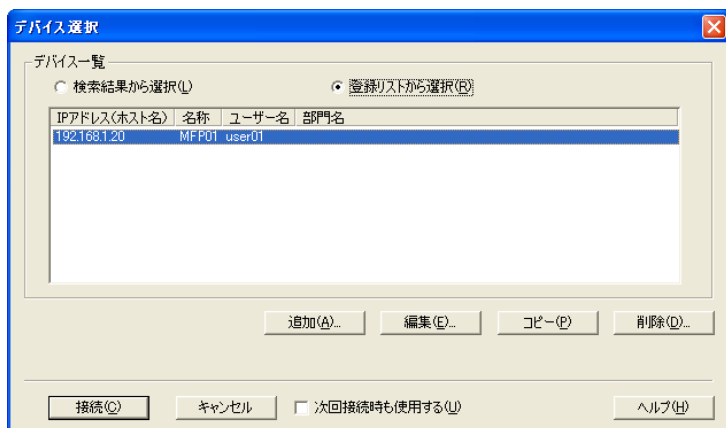 デバイス選択
デバイス一覧
検索結果から選択(L)
登録リストから選択(R)
IPアドレス(ホスト名) 名称 ユーザー名 部門名
192.168.1.20 MFP01 user01
追加(A)... 編集(E)... コピー(P) 削除(D)...
接続(C) キャンセル 次回接続時も使用する(U) ヘルプ(H)